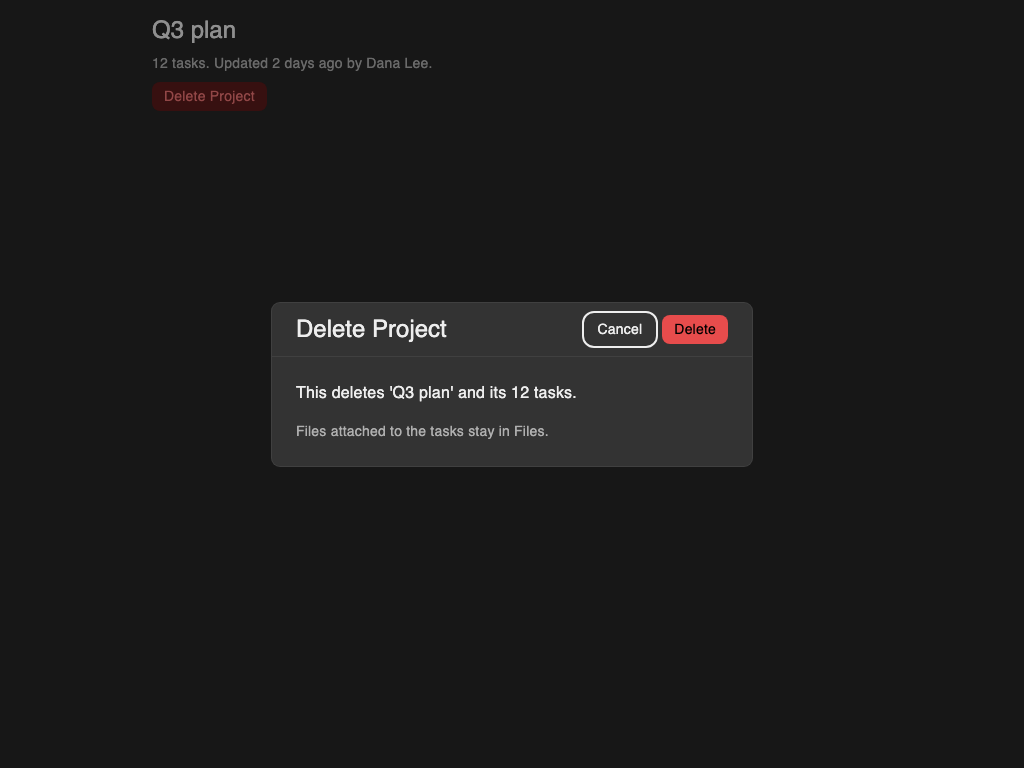 Q3 plan
12 tasks. Updated 2 days ago by Dana Lee.
Delete Project
Delete Project
Cancel
Delete
This deletes 'Q3 plan' and its 12 tasks.
Files attached to the tasks stay in Files.